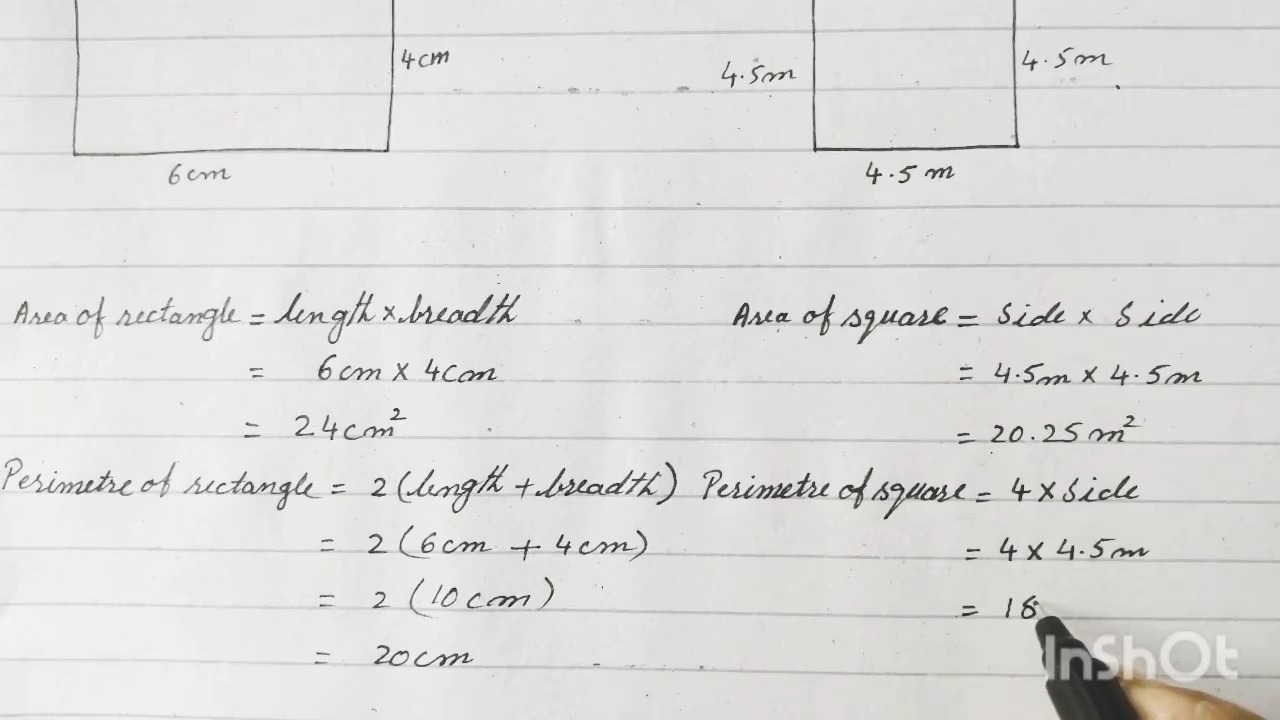 4cm
6cm
4.5m
4.5m
4.5 m
Area of rectangle = length × breadth
= 6cm × 4cm
= 24cm²
Perimetre of rectangle = 2 (length + breadth)
= 2 (6cm + 4cm)
= 2 (10cm)
= 20cm
Area of square = Side × Side
= 4.5m × 4.5m
= 20.25 m²
Perimetre of square = 4 × Side
= 4 × 4.5m
= 18
InShOt